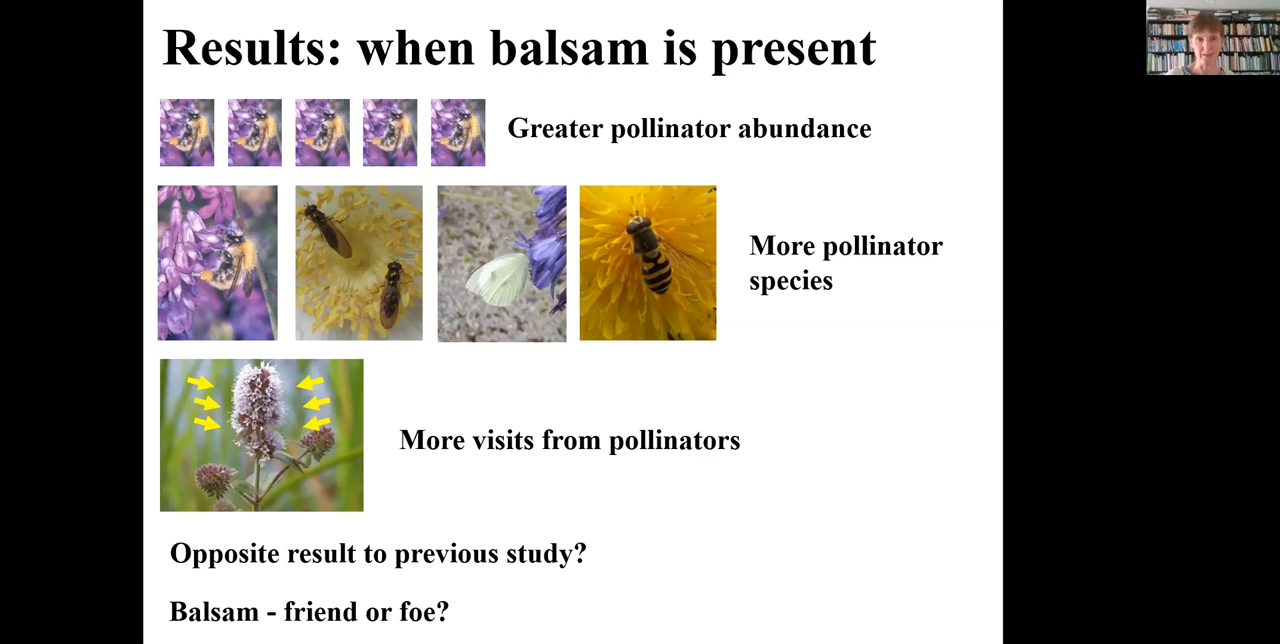 Results: when balsam is present
Greater pollinator abundance
More pollinator
species
More visits from pollinators
Opposite result to previous study?
Balsam - friend or foe?